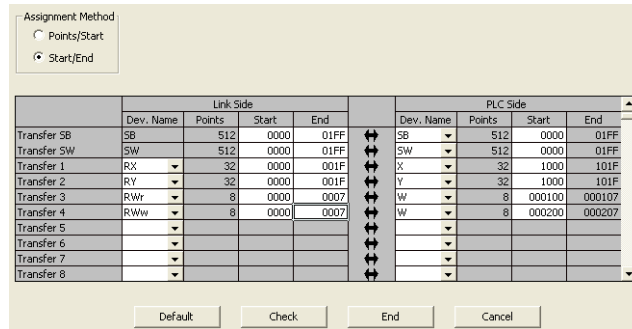 Assignment Method
Points/Start
Start/End
Link Side PLC Side
Dev. Name Points Start End Dev. Name Points Start End
Transfer SB SB 512 0000 01FF SB 512 0000 01FF
Transfer SW SW 512 0000 01FF SW 512 0000 01FF
Transfer 1 RX 32 0000 001F X 32 1000 101F
Transfer 2 RY 32 0000 001F Y 32 1000 101F
Transfer 3 RWr 8 0000 0007 W 8 000100 000107
Transfer 4 RWw 8 0000 0007 W 8 000200 000207
Transfer 5
Transfer 6
Transfer 7
Transfer 8
Default Check End Cancel